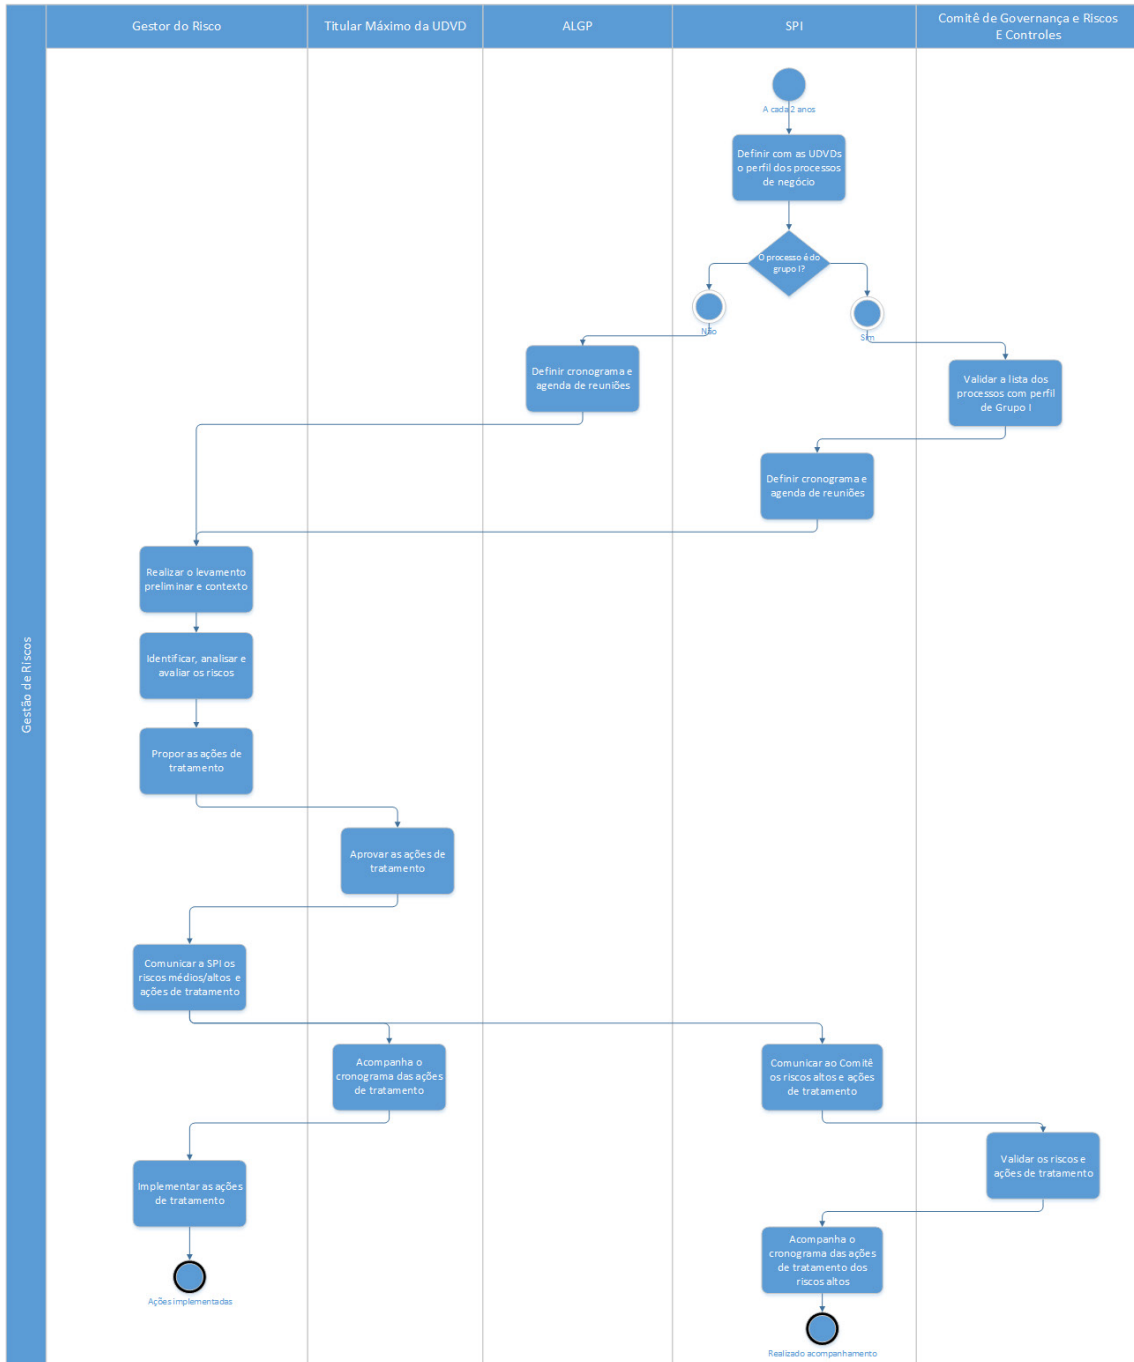 Gestor do Risco
Titular Máximo da UDVD
ALGP
SPI
Comitê de Governança e Riscos
E Controles
Gestão de Riscos
A cada 2 anos
Definir com as UDVDs
o perfil dos processos
de negócio
O processo é do
grupo I?
Não
Sim
Definir cronograma e
agenda de reuniões
Validar a lista dos
processos com perfil
de Grupo I
Definir cronograma e
agenda de reuniões
Realizar o levamento
preliminar e contexto
Identificar, analisar e
avaliar os riscos
Propor as ações de
tratamento
Aprovar as ações de
tratamento
Comunicar a SPI os
riscos médios/altos e
ações de tratamento
Acompanha o
cronograma das ações
de tratamento
Comunicar ao Comitê
os riscos altos e ações
de tratamento
Validar os riscos e
ações de tratamento
Implementar as ações
de tratamento
Acompanha o
cronograma das ações
de tratamento dos
riscos altos
Ações implementadas
Realizado acompanhamento